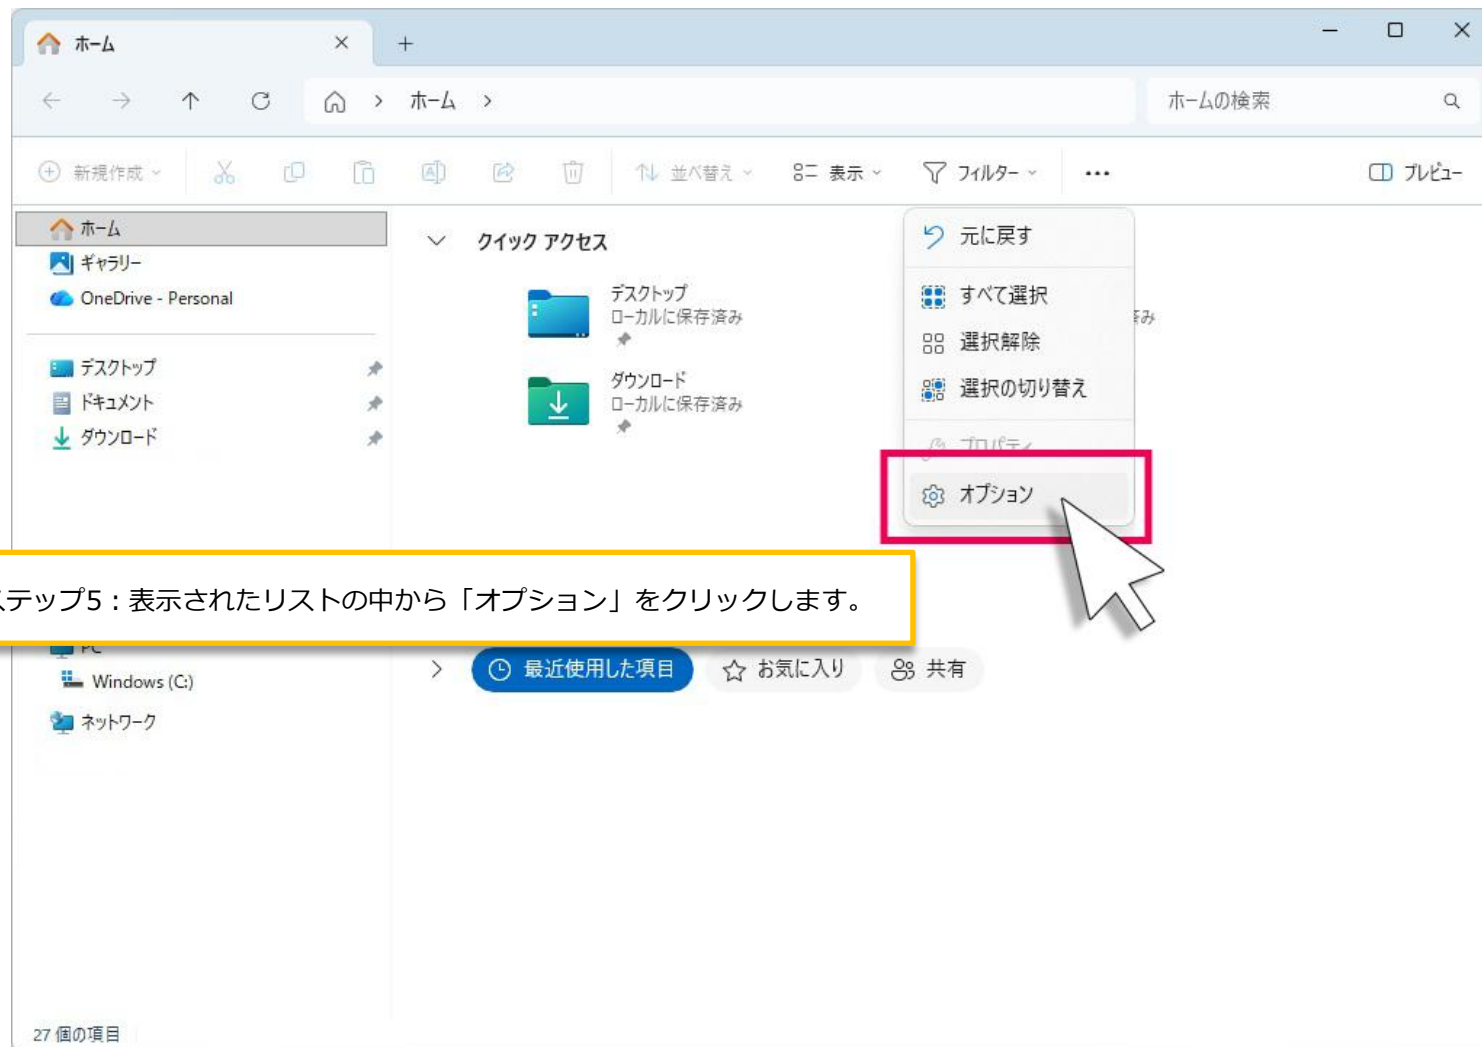 ホーム
ホーム
ホームの検索
新規作成
並べ替え
表示
フィルター
プレビュー
ホーム
ギャラリー
OneDrive - Personal
デスクトップ
ドキュメント
ダウンロード
PC
Windows (C:)
ネットワーク
クイック アクセス
デスクトップ
ローカルに保存済み
ダウンロード
ローカルに保存済み
済み
元に戻す
すべて選択
選択解除
選択の切り替え
プロパティ
オプション
ステップ5：表示されたリストの中から「オプション」をクリックします。
最近使用した項目
お気に入り
共有
27 個の項目